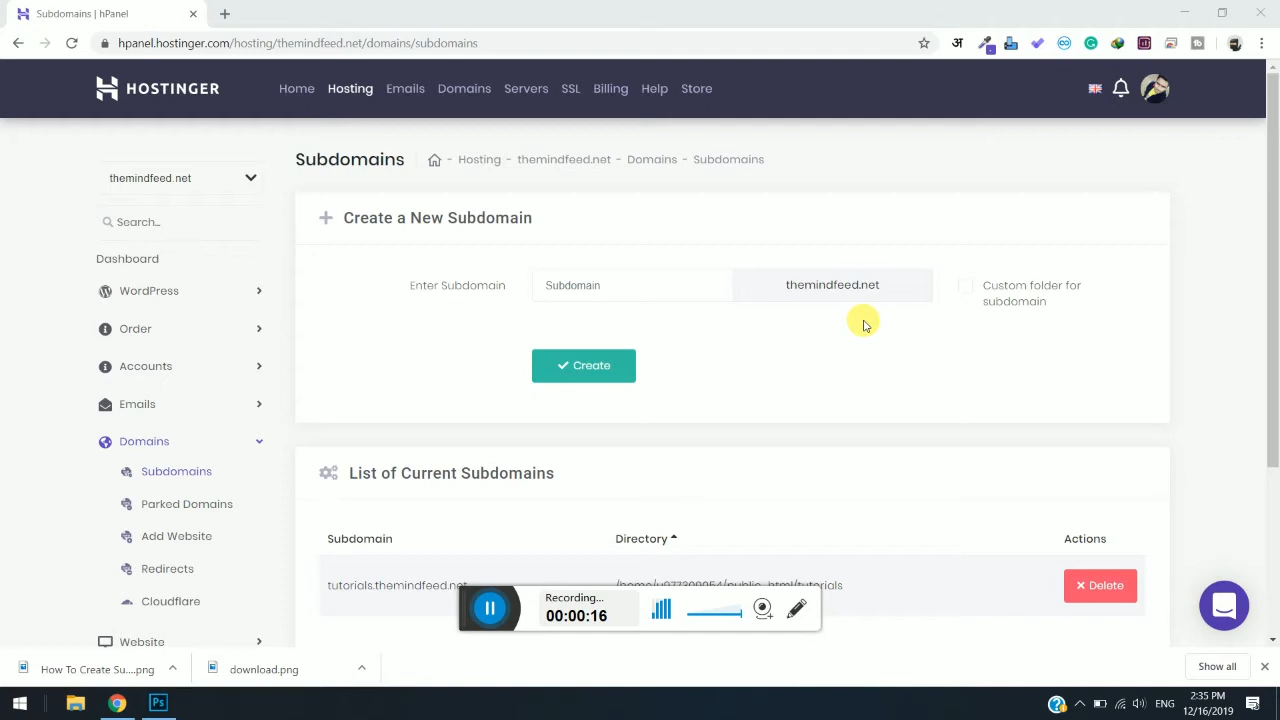 Subdomains | hPanel
hpanel.hostinger.com/hosting/themindfeed.net/domains/subdomains
अ
HOSTINGER
Home Hosting Emails Domains Servers SSL Billing Help Store
Subdomains - Hosting - themindfeed.net - Domains - Subdomains
themindfeed.net
Search...
Dashboard
WordPress
Order
Accounts
Emails
Domains
Subdomains
Parked Domains
Add Website
Redirects
Cloudflare
Website
Create a New Subdomain
Enter Subdomain Subdomain themindfeed.net Custom folder for
subdomain
Create
List of Current Subdomains
Subdomain Directory Actions
tutorials.themindfeed.net /tutorials Delete
Recording...
00:00:16
How To Create Su....png download.png Show all
Ps
ENG
2:35 PM
12/16/2019